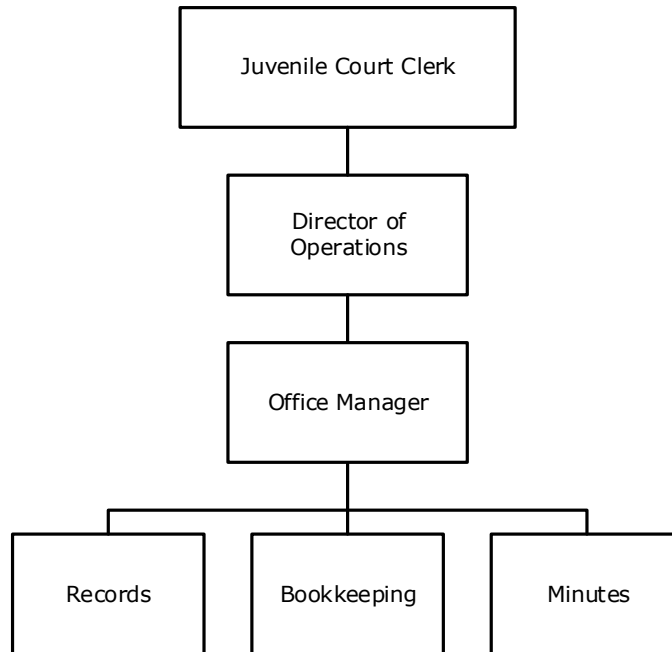 Juvenile Court Clerk
Director of
Operations
Office Manager
Records
Bookkeeping
Minutes